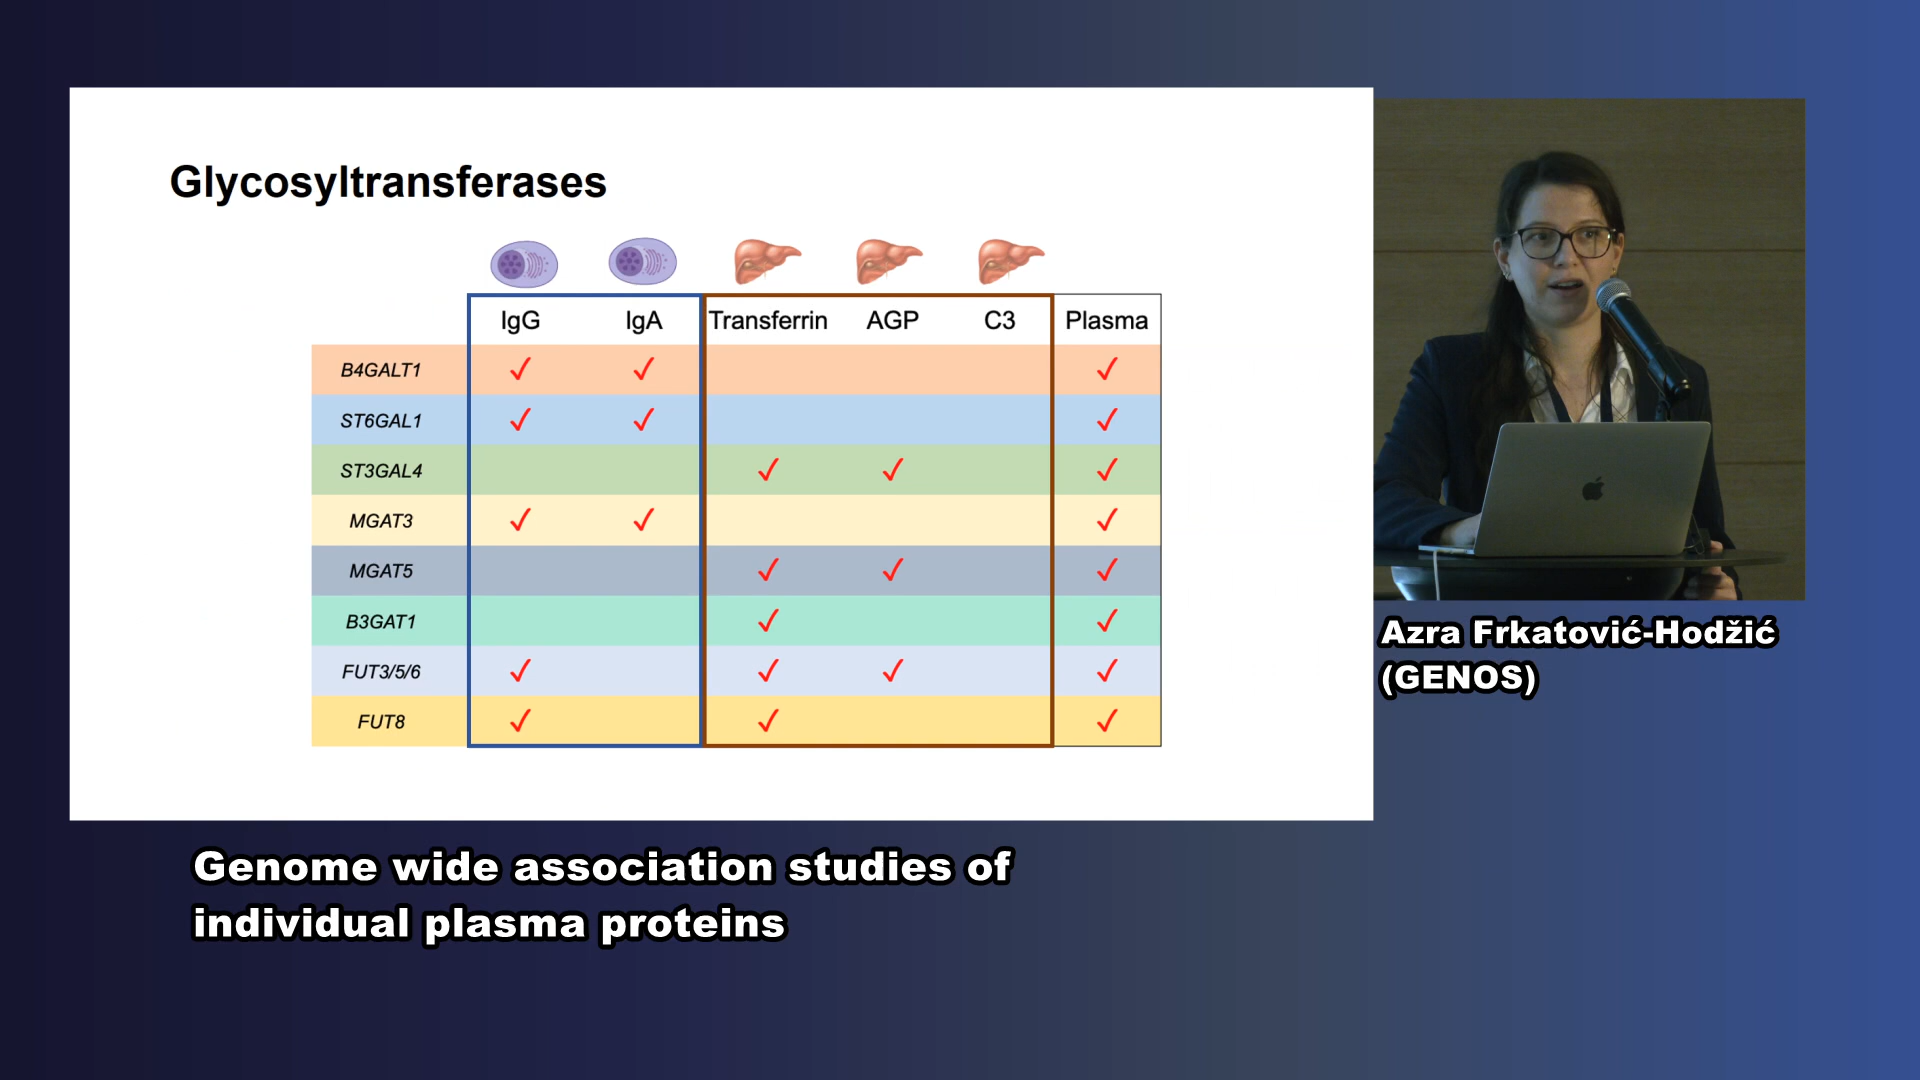 Glycosyltransferases
IgG IgA Transferrin AGP C3 Plasma
B4GALT1 ✓ ✓ ✓
ST6GAL1 ✓ ✓ ✓
ST3GAL4 ✓ ✓ ✓
MGAT3 ✓ ✓ ✓
MGAT5 ✓ ✓ ✓
B3GAT1 ✓ ✓
FUT3/5/6 ✓ ✓ ✓ ✓
FUT8 ✓ ✓ ✓
Azra Frkatović-Hodžić
(GENOS)
Genome wide association studies of
individual plasma proteins